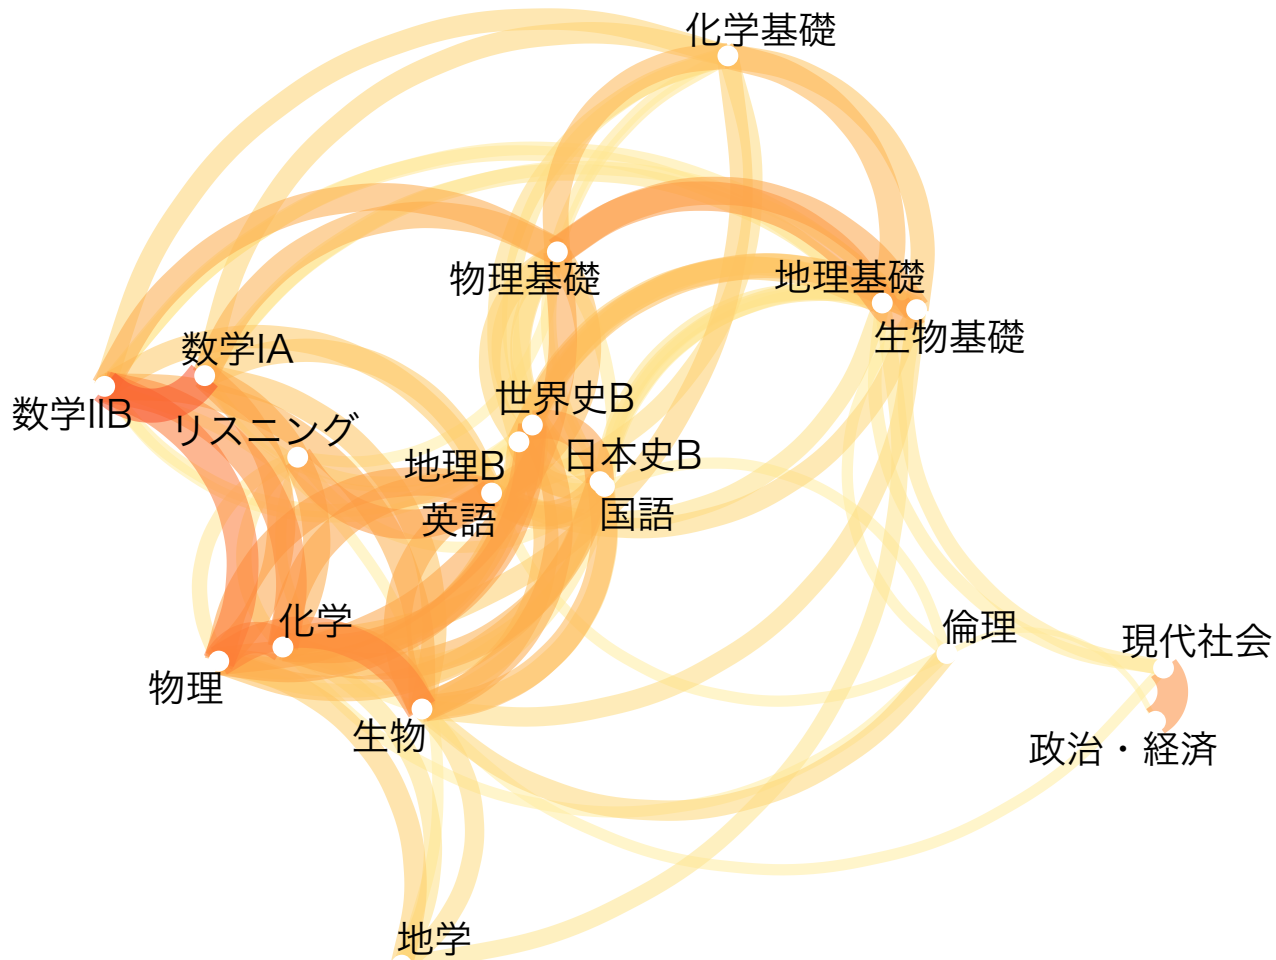 化学基礎
物理基礎
地理基礎
生物基礎
数学IA
数学IIB
リスニング
世界史B
地理B
日本史B
英語
国語
化学
倫理
現代社会
物理
生物
政治・経済
地学